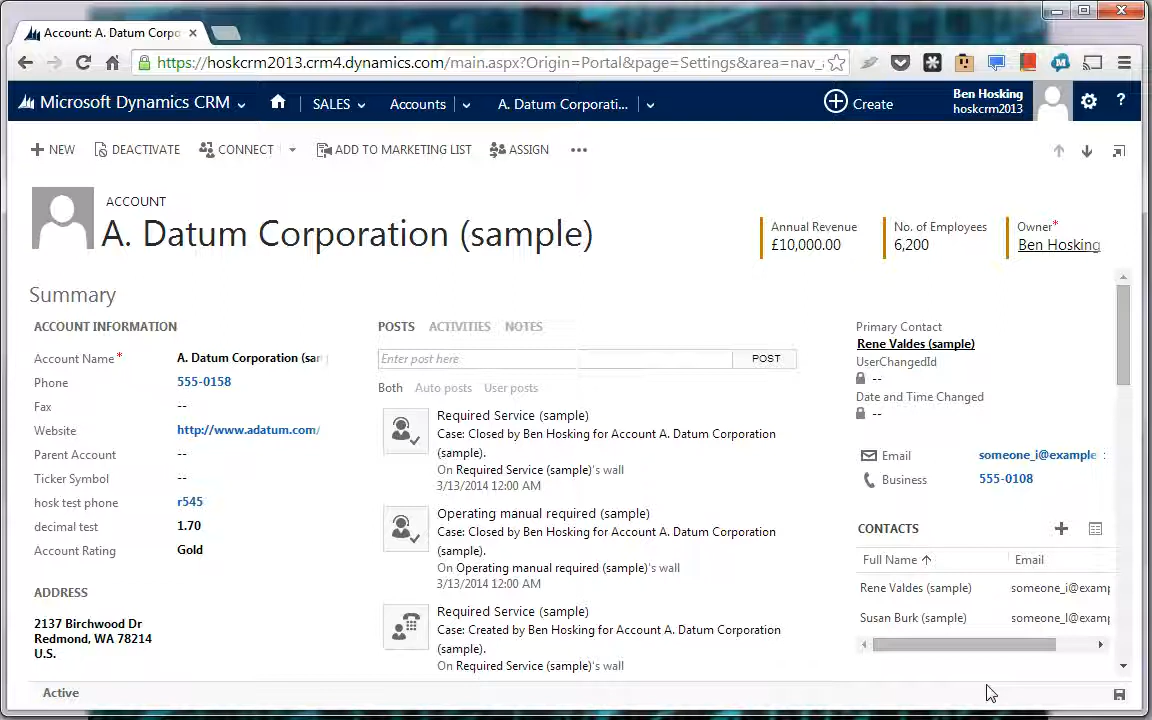 Account: A. Datum Corpo
https://hoskcrm2013.crm4.dynamics.com/main.aspx?Origin=Portal&page=Settings&area=nav_
Microsoft Dynamics CRM
SALES
Accounts
A. Datum Corporati...
Create
Ben Hosking
hoskcrm2013
?
NEW
DEACTIVATE
CONNECT
ADD TO MARKETING LIST
ASSIGN
ACCOUNT
A. Datum Corporation (sample)
Annual Revenue
£10,000.00
No. of Employees
6,200
Owner*
Ben Hosking
Summary
ACCOUNT INFORMATION
Account Name* A. Datum Corporation (sar
Phone 555-0158
Fax --
Website http://www.adatum.com/
Parent Account --
Ticker Symbol --
hosk test phone r545
decimal test 1.70
Account Rating Gold
ADDRESS
2137 Birchwood Dr
Redmond, WA 78214
U.S.
POSTS ACTIVITIES NOTES
Enter post here POST
Both Auto posts User posts
Required Service (sample)
Case: Closed by Ben Hosking for Account A. Datum Corporation
(sample).
On Required Service (sample)'s wall
3/13/2014 12:00 AM
Operating manual required (sample)
Case: Closed by Ben Hosking for Account A. Datum Corporation
(sample).
On Operating manual required (sample)'s wall
3/13/2014 12:00 AM
Required Service (sample)
Case: Created by Ben Hosking for Account A. Datum Corporation
(sample).
On Required Service (sample)'s wall
Primary Contact
Rene Valdes (sample)
UserChangedId
--
Date and Time Changed
--
Email someone_i@example
Business 555-0108
CONTACTS
Full Name Email
Rene Valdes (sample) someone_i@examp
Susan Burk (sample) someone_l@examp
Active